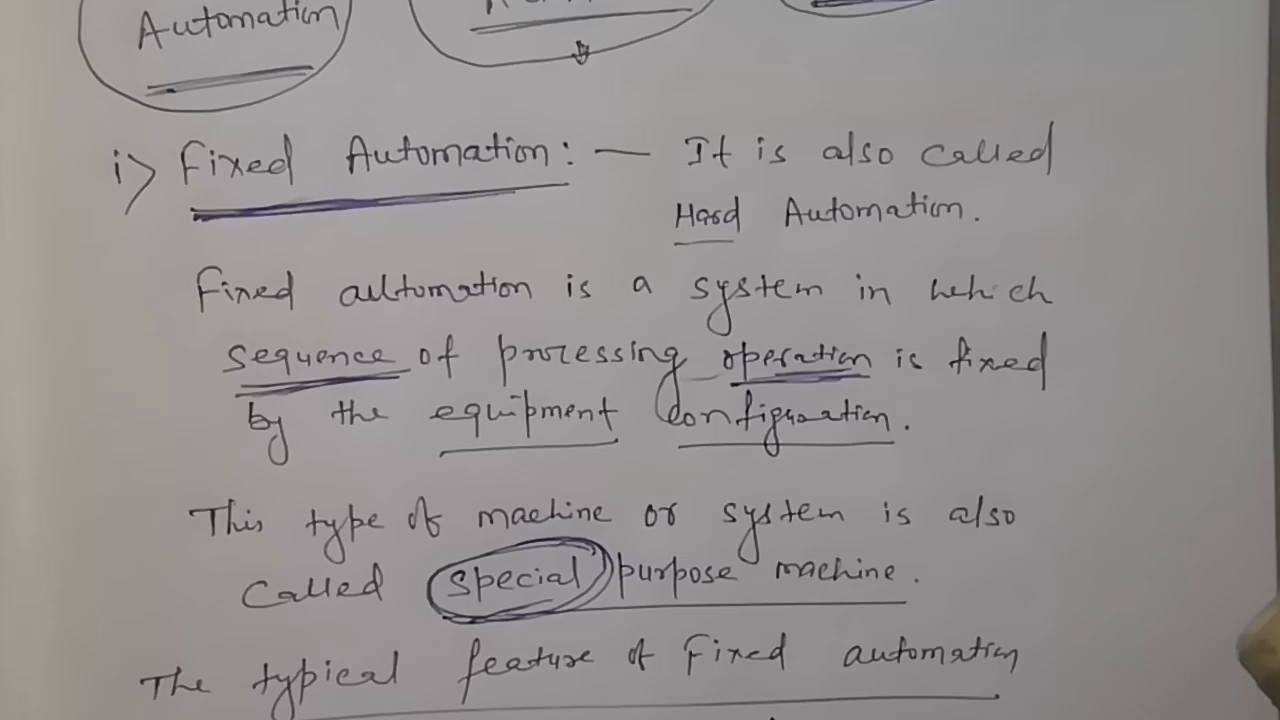 Automation
i) Fixed Automation : — It is also called
Hard Automation.
Fixed automation is a system in which
sequence of processing operation is fixed
by the equipment configuration.
This type of machine or system is also
called special purpose machine.
The typical feature of Fixed automation